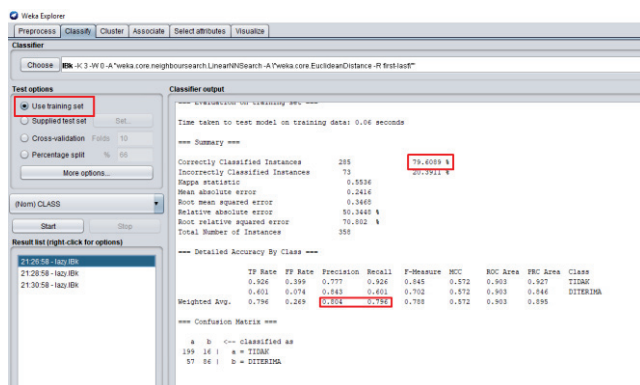 Weka Explorer
Preprocess Classify Cluster Associate Select attributes Visualize
Classifier
Choose IBk -K 3 -W 0 -A "weka.core.neighboursearch.LinearNNSearch -A \"weka.core.EuclideanDistance -R first-last\""
Test options
Use training set
Supplied test set Set...
Cross-validation Folds 10
Percentage split % 66
More options...
(Nom) CLASS
Start Stop
Result list (right-click for options)
21:26:58 - lazy.IBk
21:28:58 - lazy.IBk
21:30:58 - lazy.IBk
Classifier output
=== Evaluation on training set ===
Time taken to test model on training data: 0.06 seconds
=== Summary ===
Correctly Classified Instances 285 79.6089 %
Incorrectly Classified Instances 73 20.3911 %
Kappa statistic 0.5536
Mean absolute error 0.2416
Root mean squared error 0.3468
Relative absolute error 50.3448 %
Root relative squared error 70.802 %
Total Number of Instances 358
=== Detailed Accuracy By Class ===
TP Rate FP Rate Precision Recall F-Measure MCC ROC Area PRC Area Class
0.926 0.399 0.777 0.926 0.845 0.572 0.903 0.927 TIDAK
0.601 0.074 0.843 0.601 0.702 0.572 0.903 0.846 DITERIMA
Weighted Avg. 0.796 0.269 0.804 0.796 0.788 0.572 0.903 0.895
=== Confusion Matrix ===
a b <-- classified as
199 16 | a = TIDAK
57 86 | b = DITERIMA